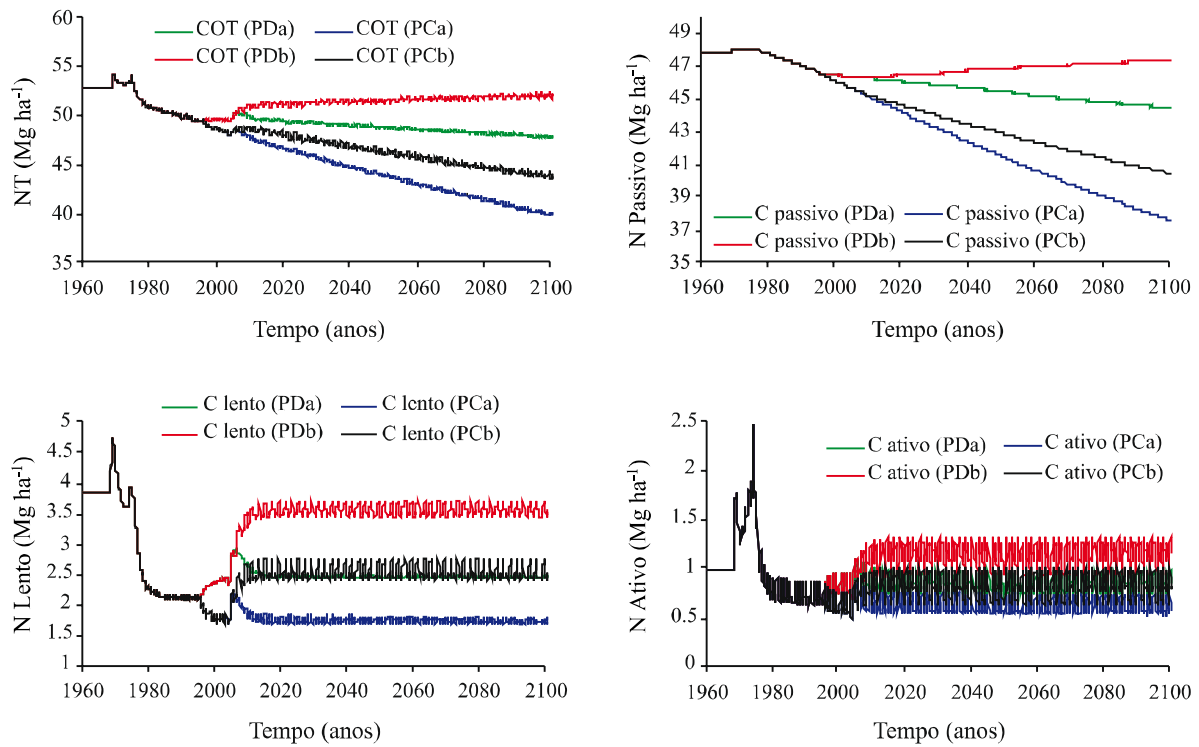 60
55
50
45
40
35
NT (Mg ha⁻¹)
COT (PDa)
COT (PCa)
COT (PDb)
COT (PCb)
1960 1980 2000 2020 2040 2060 2080 2100
Tempo (anos)
49
47
45
43
41
39
37
35
N Passivo (Mg ha⁻¹)
C passivo (PDa)
C passivo (PCa)
C passivo (PDb)
C passivo (PCb)
1960 1980 2000 2020 2040 2060 2080 2100
Tempo (anos)
5
4.5
4
3.5
3
2.5
2
1.5
1
N Lento (Mg ha⁻¹)
C lento (PDa)
C lento (PCa)
C lento (PDb)
C lento (PCb)
1960 1980 2000 2020 2040 2060 2080 2100
Tempo (anos)
2.5
2
1.5
1
0.5
0
N Ativo (Mg ha⁻¹)
C ativo (PDa)
C ativo (PCa)
C ativo (PDb)
C ativo (PCb)
1960 1980 2000 2020 2040 2060 2080 2100
Tempo (anos)